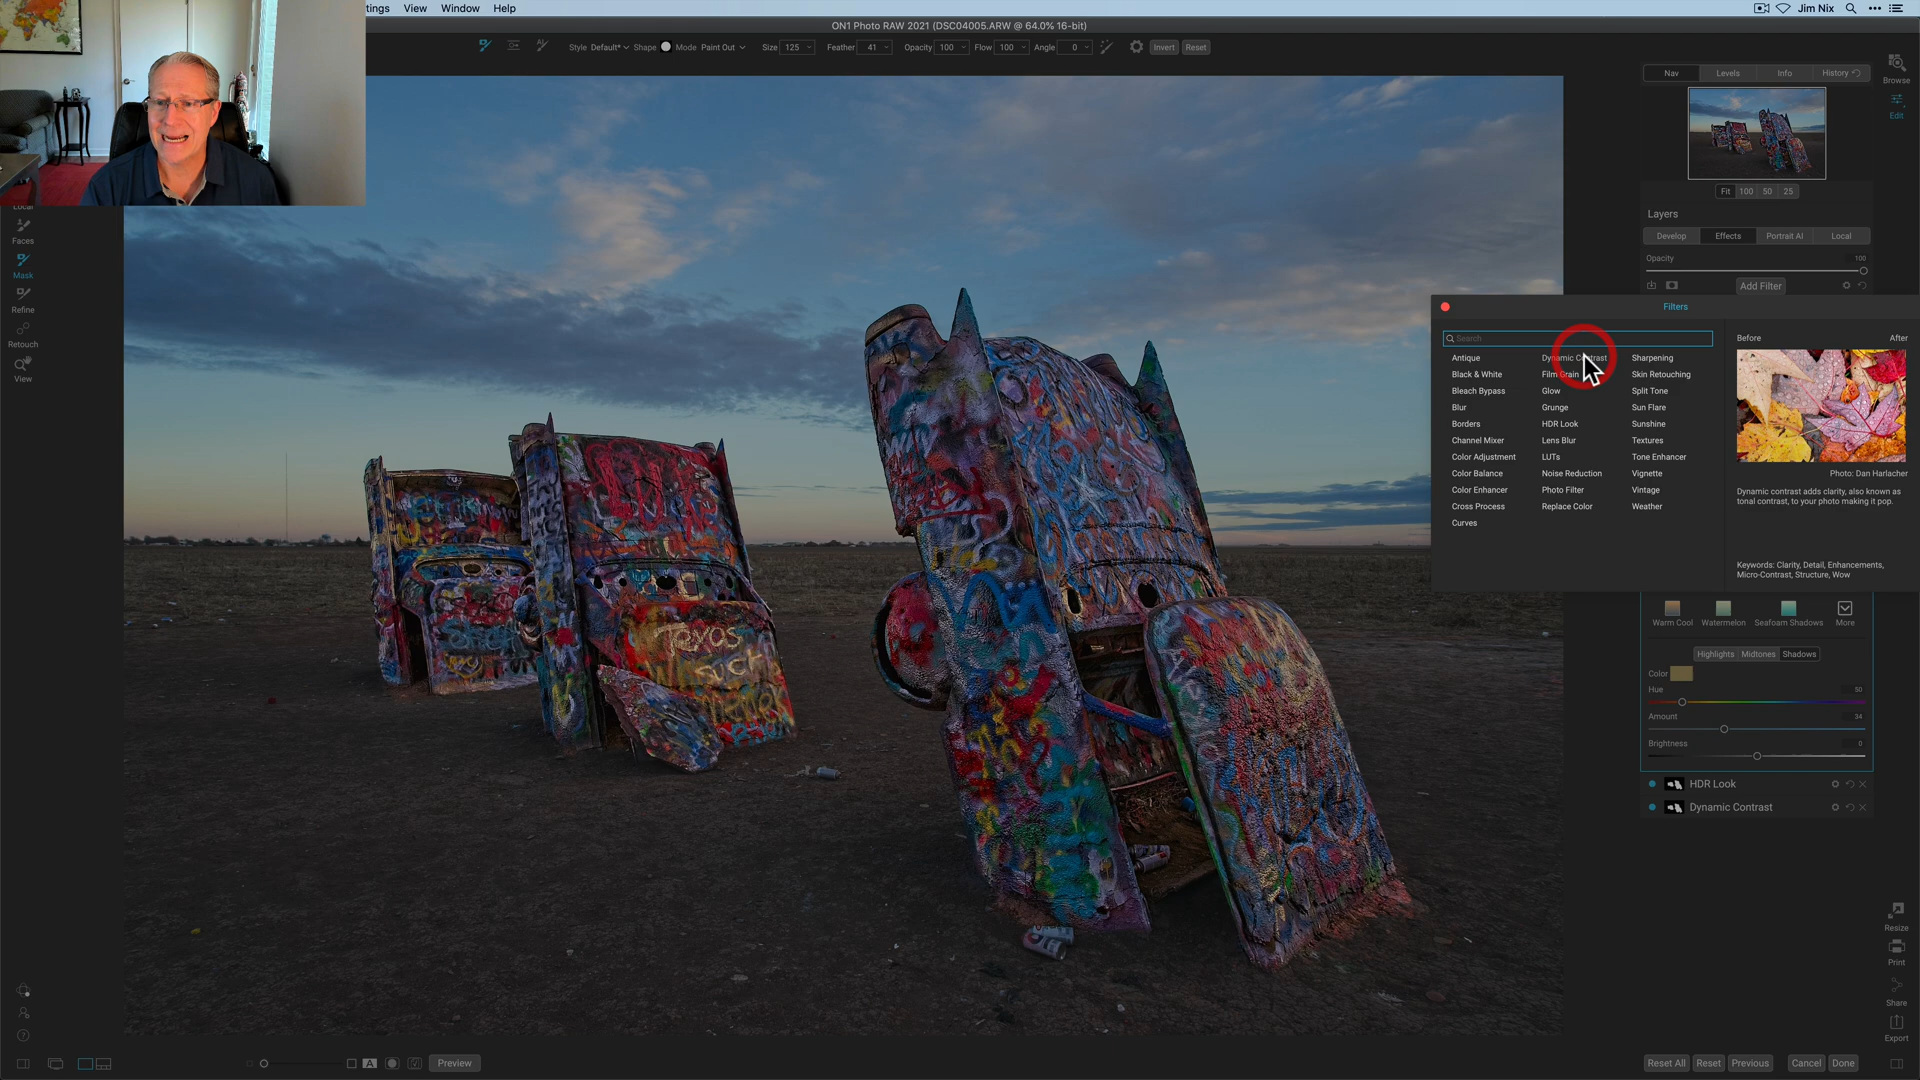 tings View Window Help
Jim Nix
ON1 Photo RAW 2021 (DSC04005.ARW @ 64.0% 16-bit)
Style Default* Shape Mode Paint Out Size 125 Feather 41 Opacity 100 Flow 100 Angle 0 Invert Reset
Nav Levels Info History
Browse
Edit
Fit 100 50 25
Local
Faces
Mask
Refine
Retouch
View
Layers
Develop Effects Portrait AI Local
Opacity 100
Add Filter
Filters
Search
Antique Dynamic Contrast Sharpening
Black & White Film Grain Skin Retouching
Bleach Bypass Glow Split Tone
Blur Grunge Sun Flare
Borders HDR Look Sunshine
Channel Mixer Lens Blur Textures
Color Adjustment LUTs Tone Enhancer
Color Balance Noise Reduction Vignette
Color Enhancer Photo Filter Vintage
Cross Process Replace Color Weather
Curves
Before After
Photo: Dan Harlacher
Dynamic contrast adds clarity, also known as
tonal contrast, to your photo making it pop.
Keywords: Clarity, Detail, Enhancements,
Micro-Contrast, Structure, Wow
Warm Cool Watermelon Seafoam Shadows More
Highlights Midtones Shadows
Color
Hue 50
Amount 34
Brightness 0
HDR Look
Dynamic Contrast
TEVOS
FUCK
Resize
Print
Share
Export
A Preview
Reset All Reset Previous Cancel Done